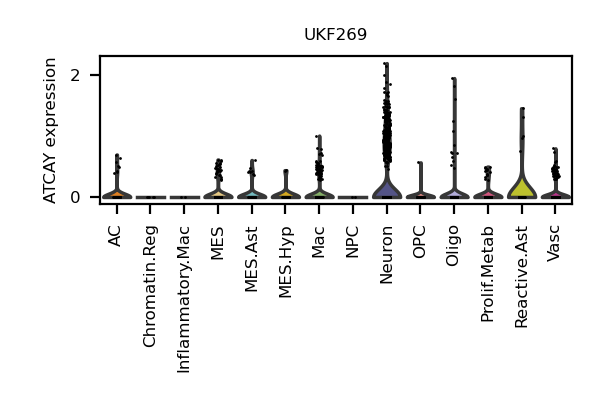 UKF269
ATCAY expression
2
0
AC
Chromatin.Reg
Inflammatory.Mac
MES
MES.Ast
MES.Hyp
Mac
NPC
Neuron
OPC
Oligo
Prolif.Metab
Reactive.Ast
Vasc